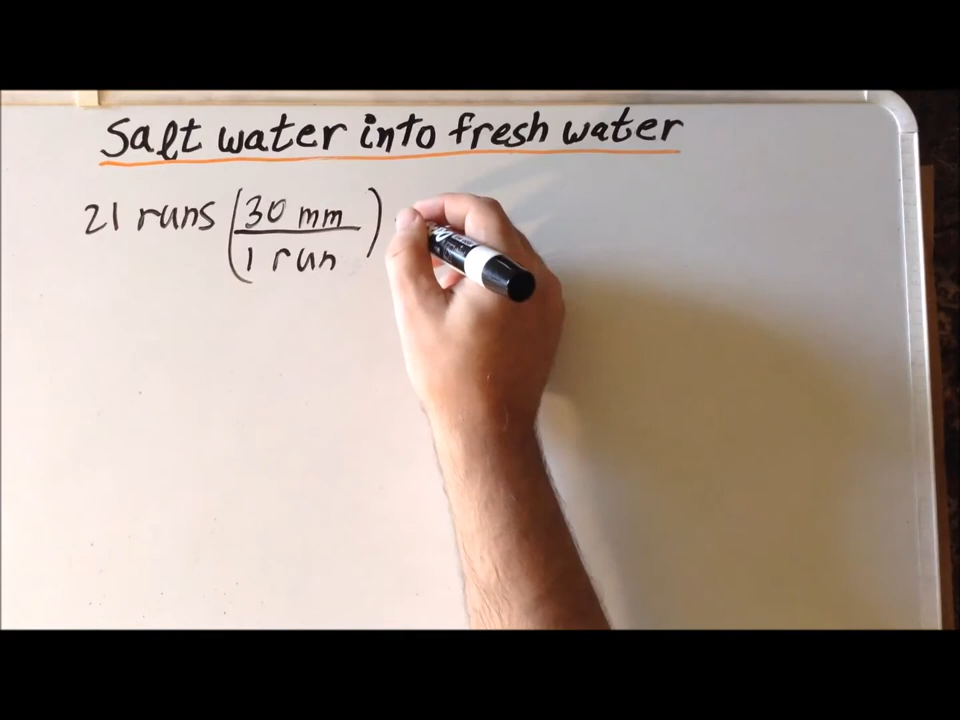 Salt water into fresh water
21 runs (30 mm / 1 run)